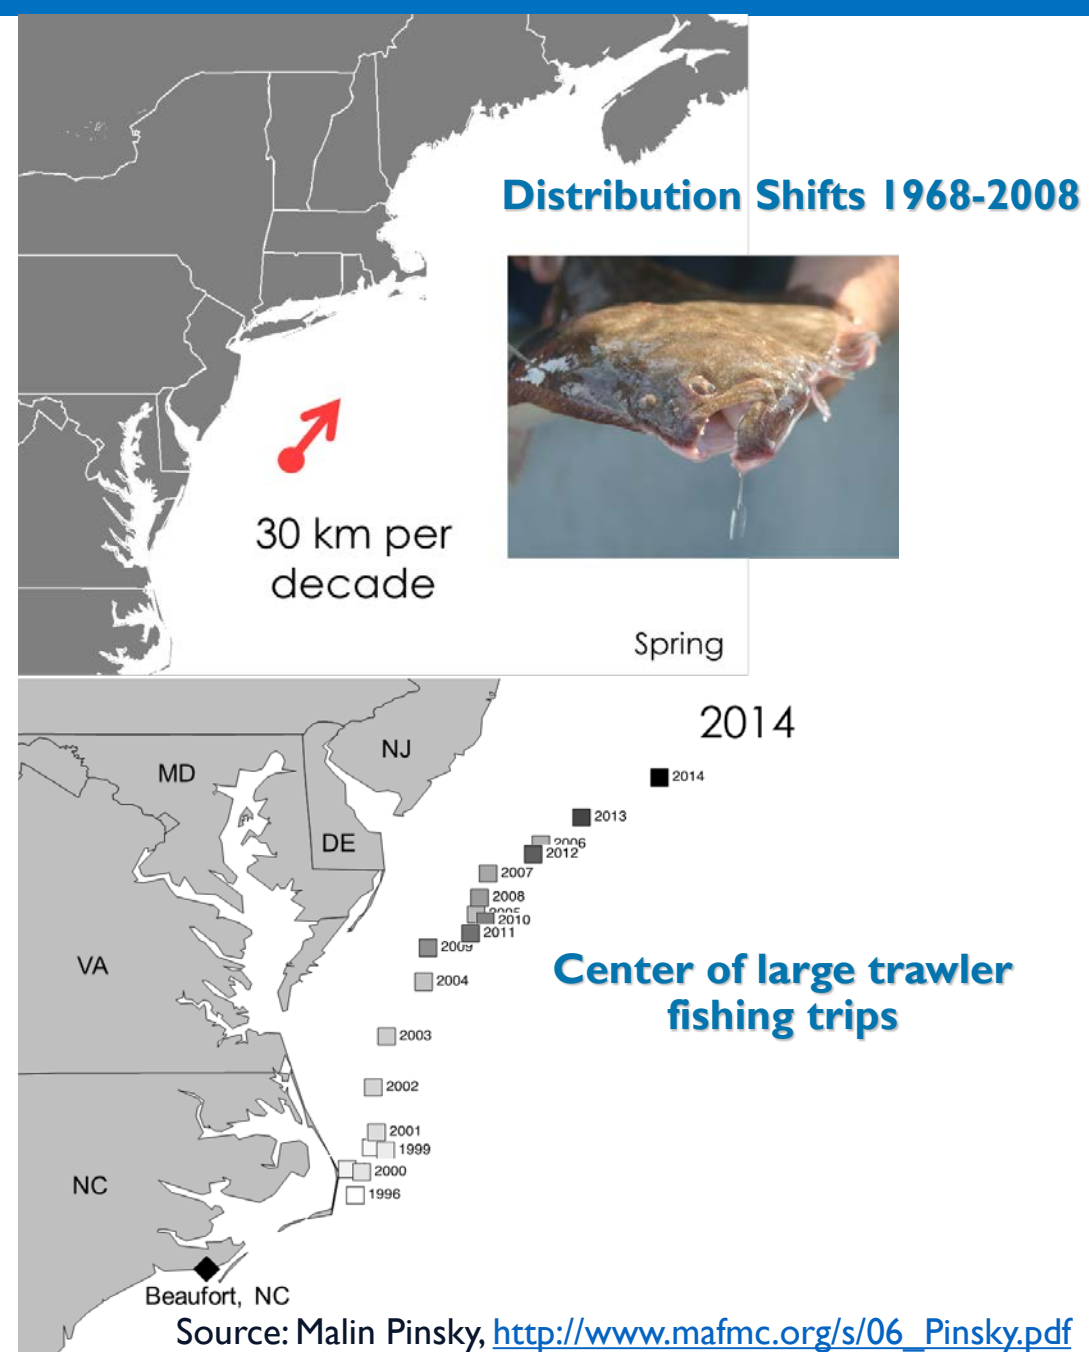 Distribution Shifts 1968-2008
30 km per
decade
Spring
2014
NJ
MD
2014
2013
DE
2006
2012
2007
2008
2005
2010
2011
2009
VA
2004
Center of large trawler
fishing trips
2003
2002
2001
1999
NC
2000
1996
Beaufort, NC
Source: Malin Pinsky, http://www.mafmc.org/s/06_Pinsky.pdf